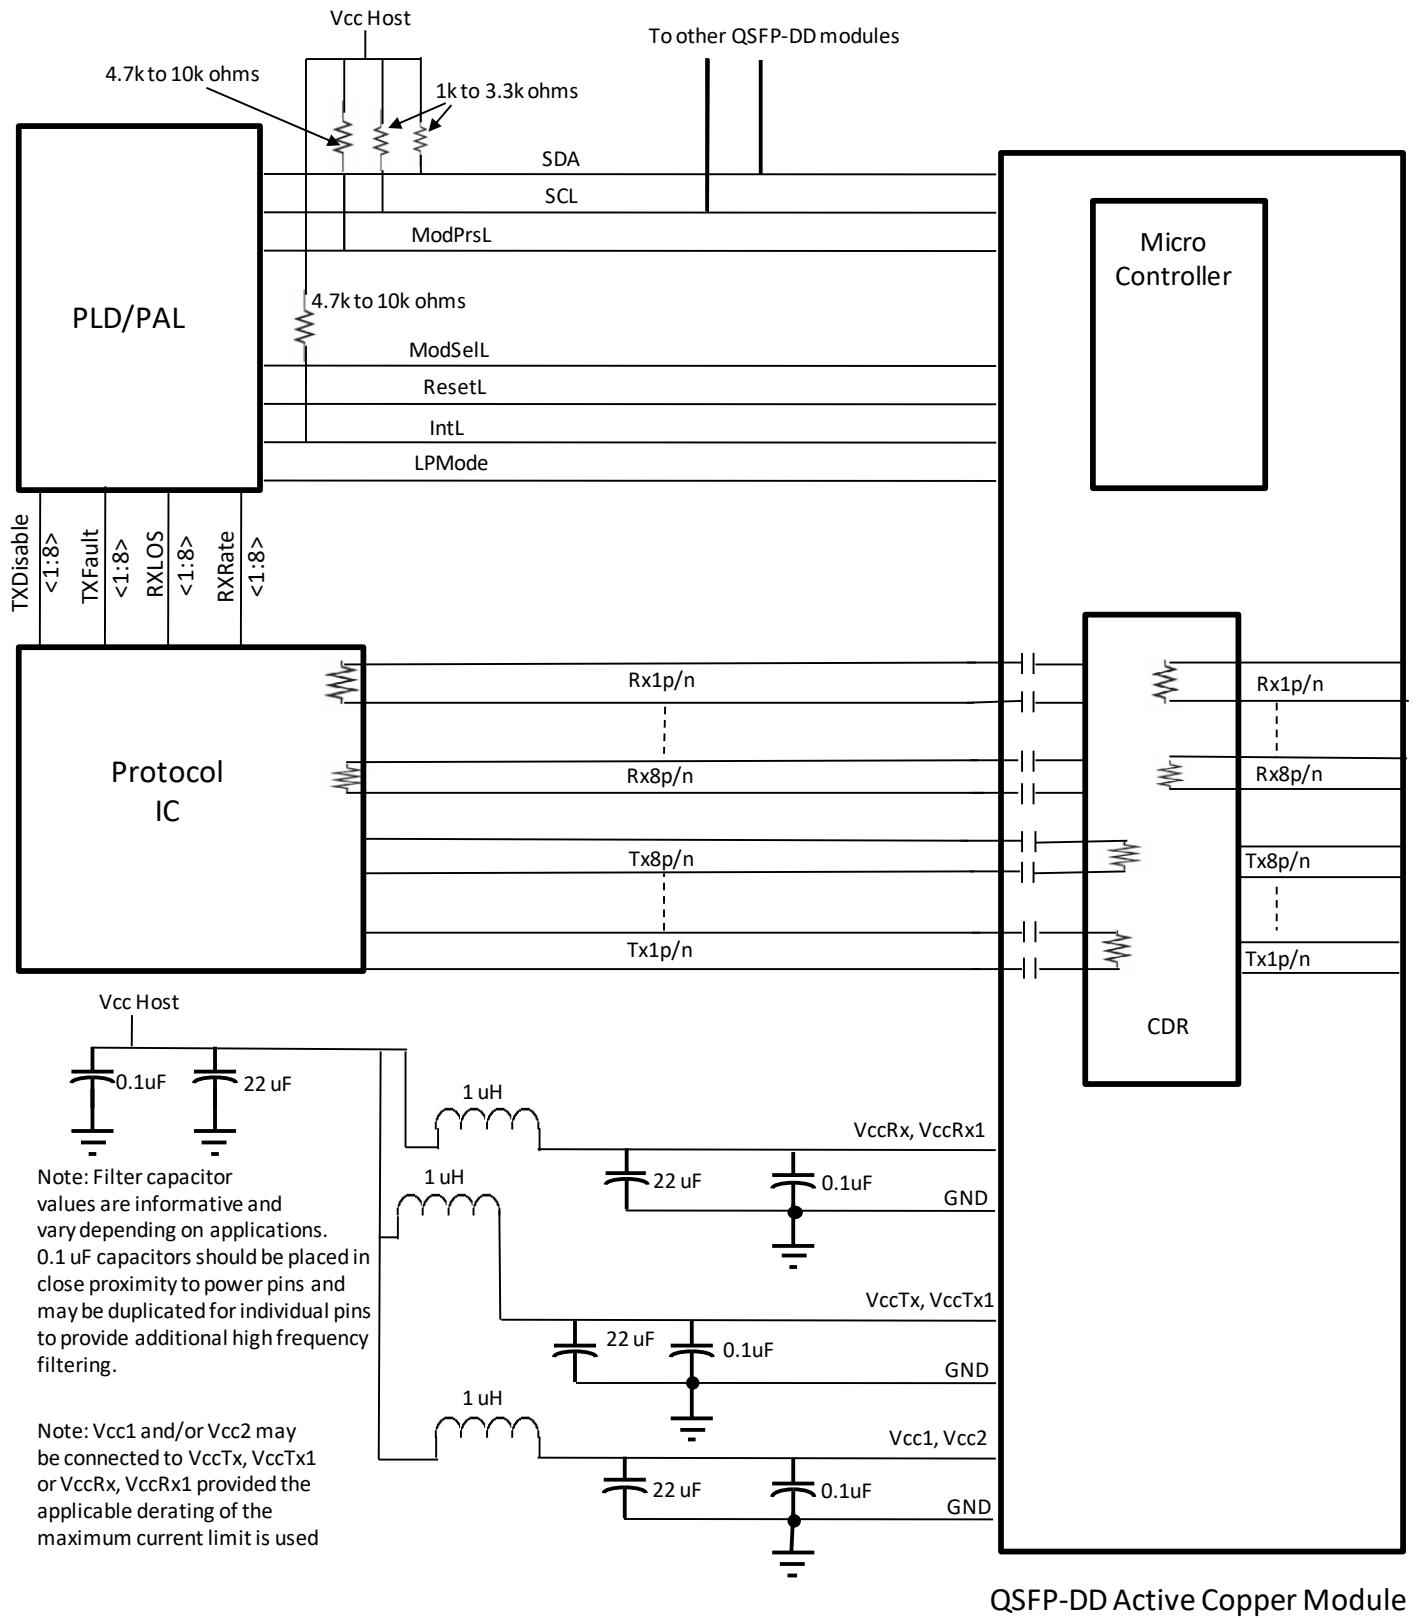 Vcc Host
To other QSFP-DD modules
4.7k to 10k ohms
1k to 3.3k ohms
SDA
SCL
ModPrsL
Micro
Controller
4.7k to 10k ohms
PLD/PAL
ModSelL
ResetL
IntL
LPMode
TXDisable
<1:8>
TXFault
<1:8>
RXLOS
<1:8>
RXRate
<1:8>
Rx1p/n
Rx1p/n
Protocol
IC
Rx8p/n
Rx8p/n
Tx8p/n
Tx8p/n
Tx1p/n
Tx1p/n
CDR
Vcc Host
0.1uF
22 uF
1 uH
VccRx, VccRx1
22 uF
0.1uF
GND
1 uH
Note: Filter capacitor
values are informative and
vary depending on applications.
0.1 uF capacitors should be placed in
close proximity to power pins and
may be duplicated for individual pins
to provide additional high frequency
filtering.
VccTx, VccTx1
22 uF
0.1uF
GND
1 uH
Vcc1, Vcc2
22 uF
0.1uF
GND
Note: Vcc1 and/or Vcc2 may
be connected to VccTx, VccTx1
or VccRx, VccRx1 provided the
applicable derating of the
maximum current limit is used
QSFP-DD Active Copper Module